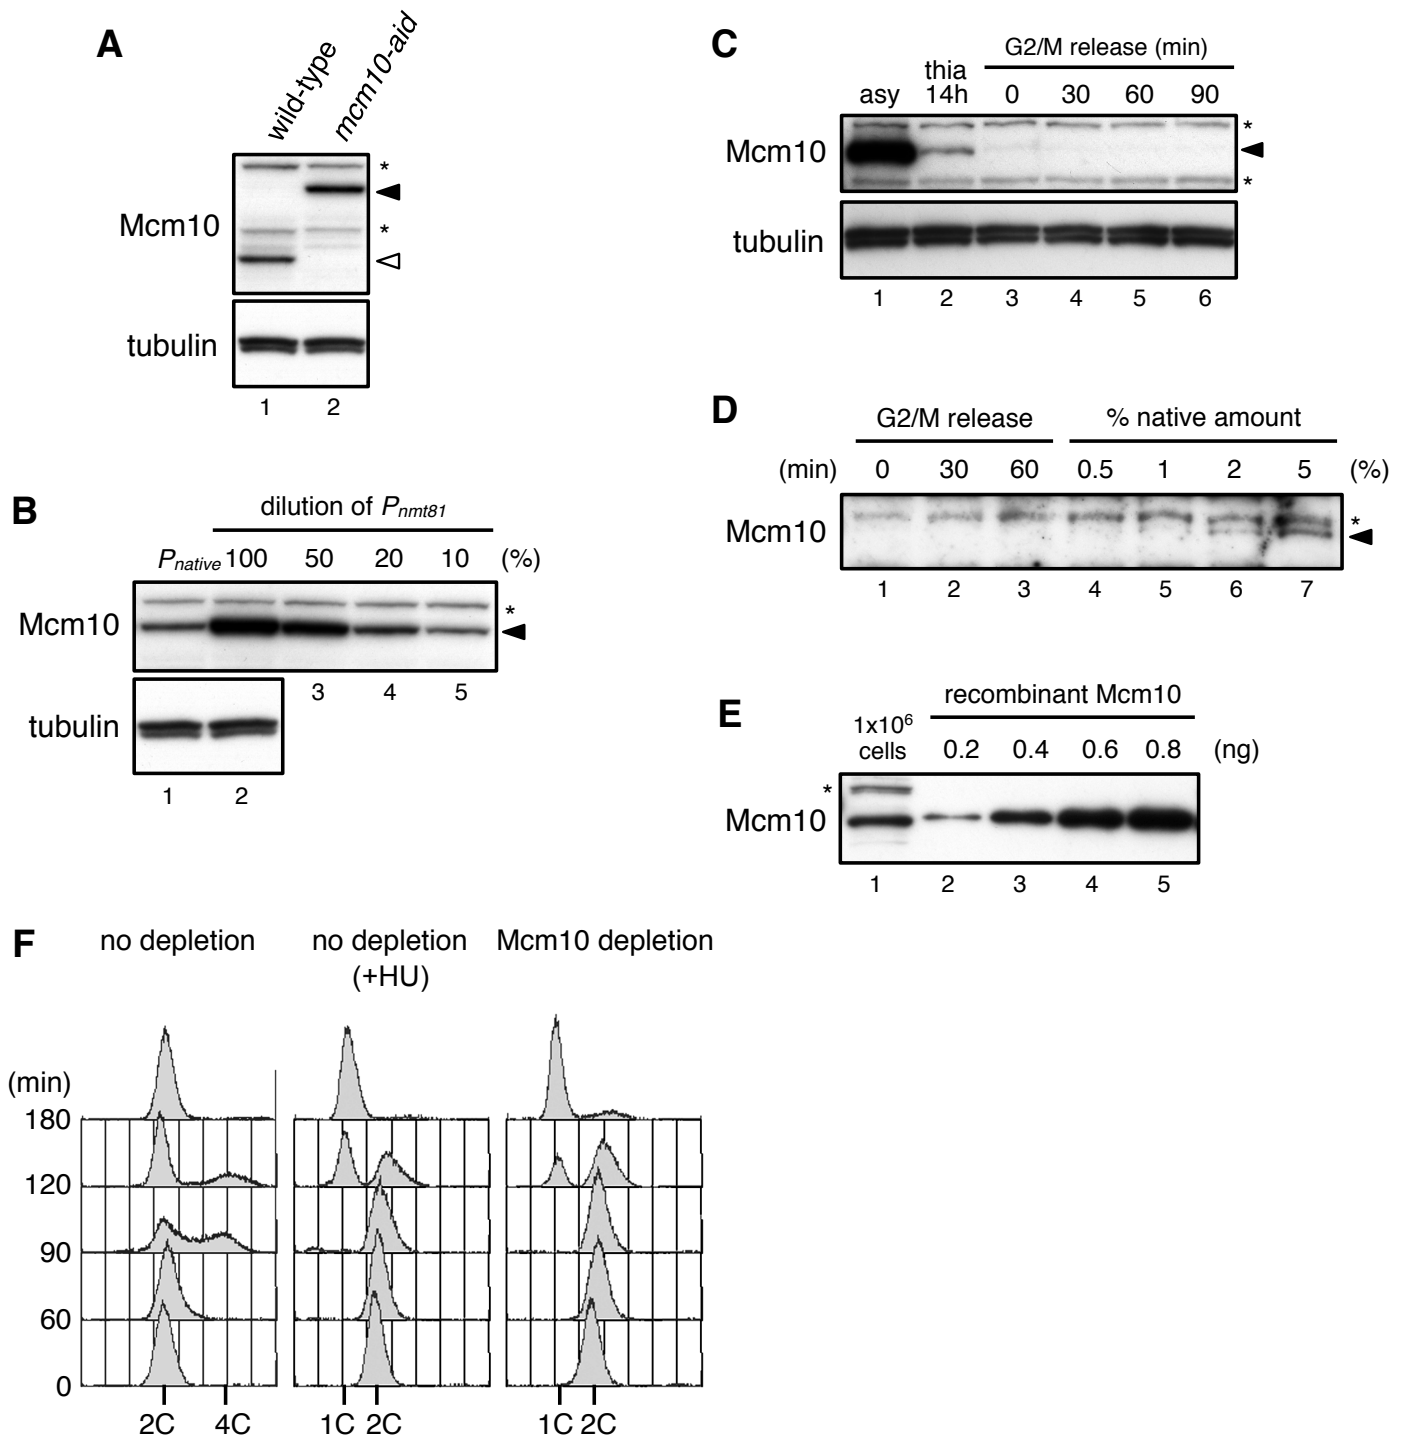 A
wild-type
mcm10-aid
*
Mcm10
*
tubulin
1 2
B
dilution of Pnmt81
Pnative 100 50 20 10 (%)
*
Mcm10
3 4 5
tubulin
1 2
C
G2/M release (min)
thia
asy 14h 0 30 60 90
*
Mcm10
*
tubulin
1 2 3 4 5 6
D
G2/M release % native amount
(min) 0 30 60 0.5 1 2 5 (%)
*
Mcm10
1 2 3 4 5 6 7
E
recombinant Mcm10
1x10⁶
cells 0.2 0.4 0.6 0.8 (ng)
*
Mcm10
1 2 3 4 5
F
no depletion no depletion Mcm10 depletion
(+HU)
(min)
180
120
90
60
0
2C 4C 1C 2C 1C 2C